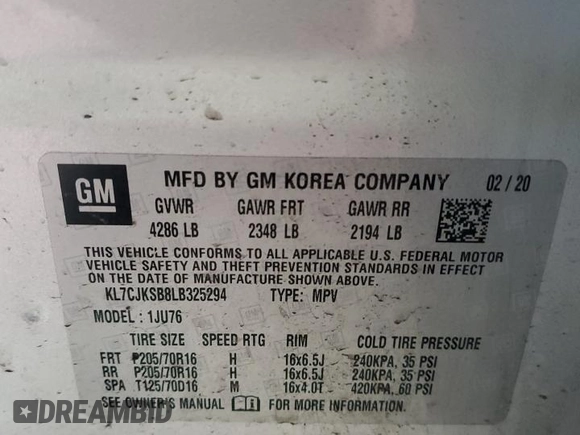 GM MFD BY GM KOREA COMPANY 02/20
GVWR GAWR FRT GAWR RR
4286 LB 2348 LB 2194 LB
THIS VEHICLE CONFORMS TO ALL APPLICABLE U.S. FEDERAL MOTOR
VEHICLE SAFETY AND THEFT PREVENTION STANDARDS IN EFFECT
ON THE DATE OF MANUFACTURE SHOWN ABOVE.
KL7CJKSB8LB325294 TYPE: MPV
MODEL: 1JU76
TIRE SIZE SPEED RTG RIM COLD TIRE PRESSURE
FRT P205/70R16 H 16x6.5J 240KPA, 35 PSI
RR P205/70R16 H 16x6.5J 240KPA, 35 PSI
SPA T125/70D16 M 16x4.0T 420KPA, 60 PSI
SEE OWNER'S MANUAL FOR MORE INFORMATION.
DREAMBID